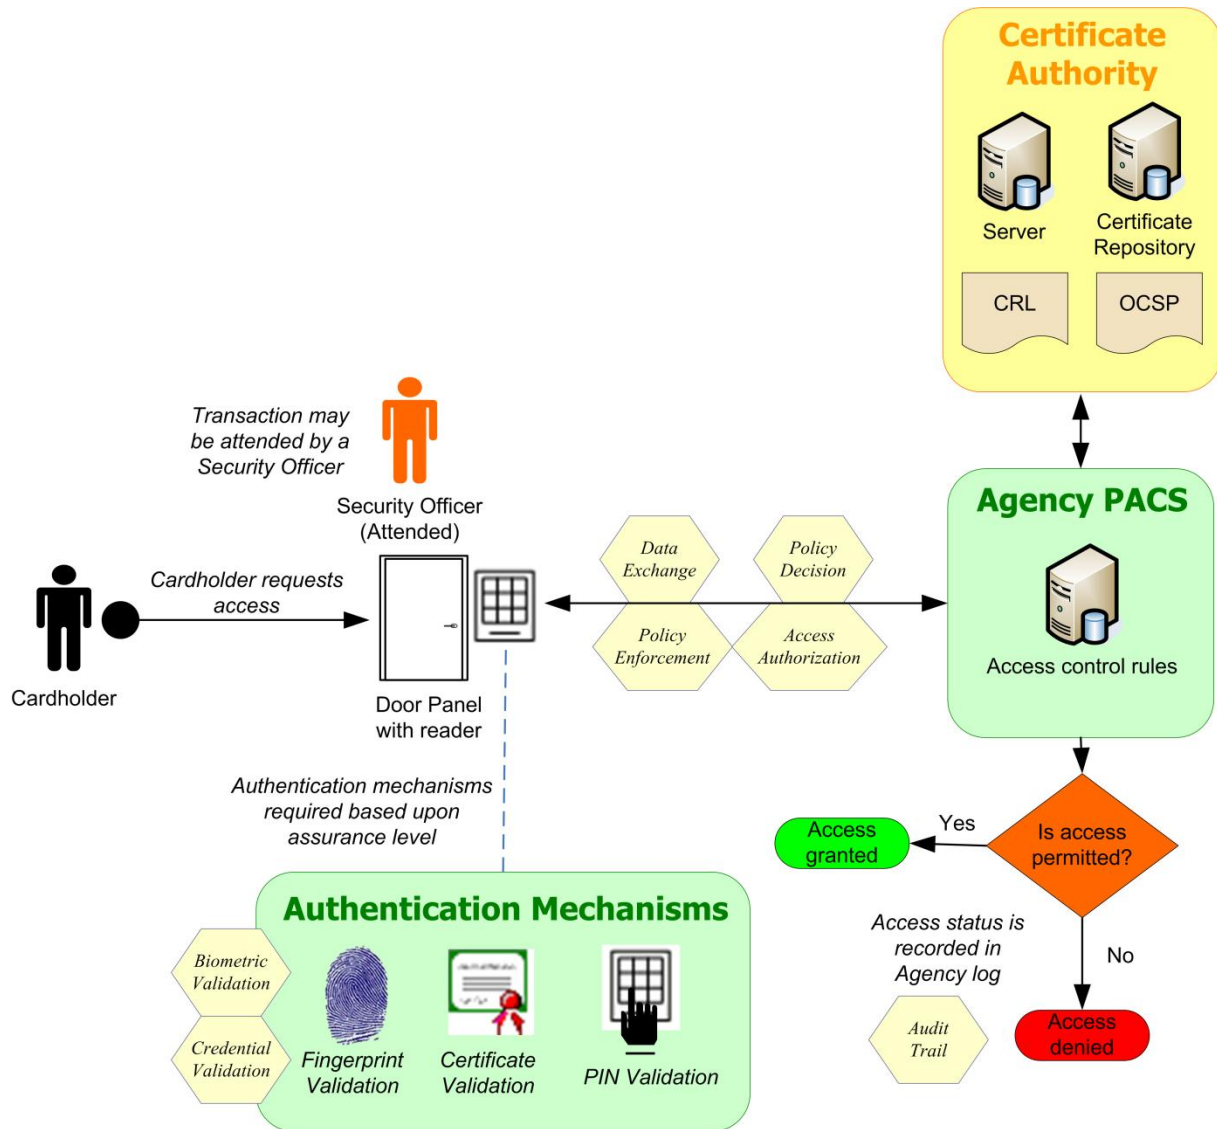 Certificate
Authority
Server
Certificate
Repository
CRL
OCSP
Transaction may
be attended by a
Security Officer
Security Officer
(Attended)
Agency PACS
Data
Exchange
Policy
Decision
Policy
Enforcement
Access
Authorization
Access control rules
Cardholder requests
access
Cardholder
Door Panel
with reader
Authentication mechanisms
required based upon
assurance level
Is access
permitted?
Yes
Access
granted
No
Access
denied
Access status is
recorded in
Agency log
Audit
Trail
Authentication Mechanisms
Biometric
Validation
Credential
Validation
Fingerprint
Validation
Certificate
Validation
PIN Validation